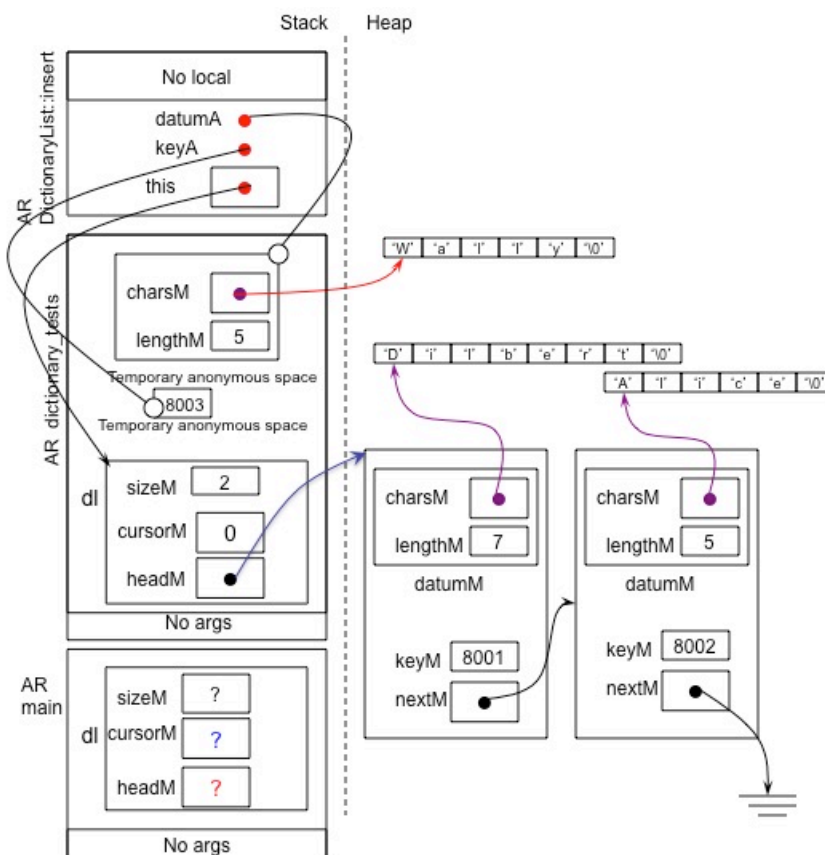 Stack
Heap
AR
DictionaryList::insert
No local
datumA
keyA
this
AR dictionary_tests
charsM
lengthM
5
Temporary anonymous space
8003
Temporary anonymous space
dl
sizeM
2
cursorM
0
headM
No args
AR
main
dl
sizeM
?
cursorM
?
headM
?
No args
‘W’ ‘a’ ‘l’ ‘l’ ‘y’ ‘\0’
‘D’ ‘i’ ‘l’ ‘b’ ‘e’ ‘r’ ‘t’ ‘\0’
‘A’ ‘l’ ‘i’ ‘c’ ‘e’ ‘\0’
charsM
lengthM
7
datumM
keyM
8001
nextM
charsM
lengthM
5
datumM
keyM
8002
nextM